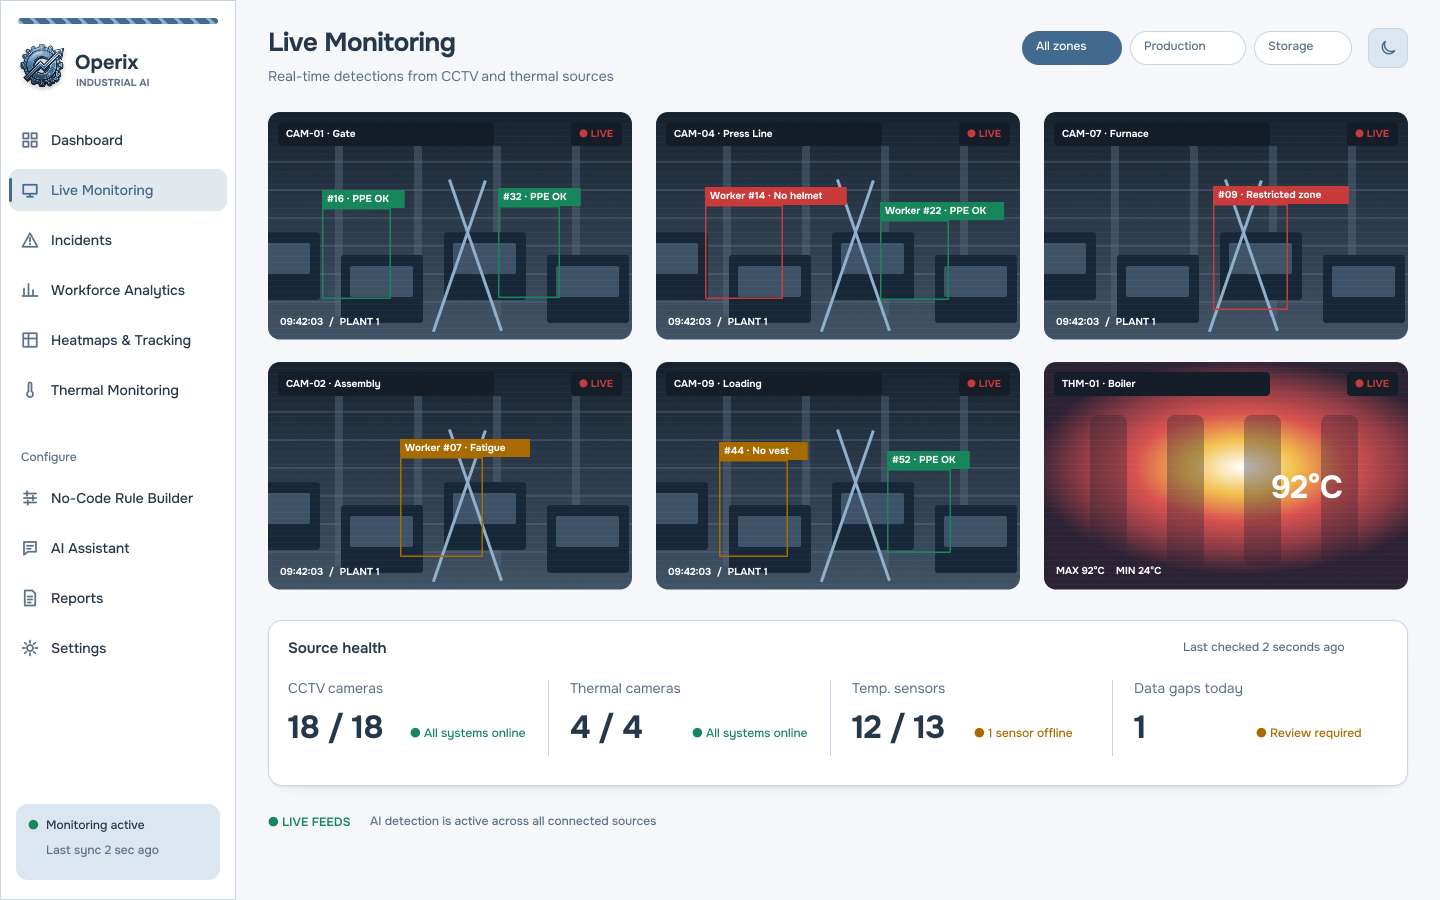 Operix
INDUSTRIAL AI
Dashboard
Live Monitoring
Incidents
Workforce Analytics
Heatmaps & Tracking
Thermal Monitoring
Configure
No-Code Rule Builder
AI Assistant
Reports
Settings
Monitoring active
Last sync 2 sec ago
Live Monitoring
Real-time detections from CCTV and thermal sources
All zones
Production
Storage
CAM-01 · Gate
LIVE
#16 · PPE OK
#32 · PPE OK
09:42:03 / PLANT 1
CAM-04 · Press Line
LIVE
Worker #14 · No helmet
Worker #22 · PPE OK
09:42:03 / PLANT 1
CAM-07 · Furnace
LIVE
#09 · Restricted zone
09:42:03 / PLANT 1
CAM-02 · Assembly
LIVE
Worker #07 · Fatigue
09:42:03 / PLANT 1
CAM-09 · Loading
LIVE
#44 · No vest
#52 · PPE OK
09:42:03 / PLANT 1
THM-01 · Boiler
LIVE
92°C
MAX 92°C MIN 24°C
Source health
Last checked 2 seconds ago
CCTV cameras
18 / 18
All systems online
Thermal cameras
4 / 4
All systems online
Temp. sensors
12 / 13
1 sensor offline
Data gaps today
1
Review required
LIVE FEEDS
AI detection is active across all connected sources